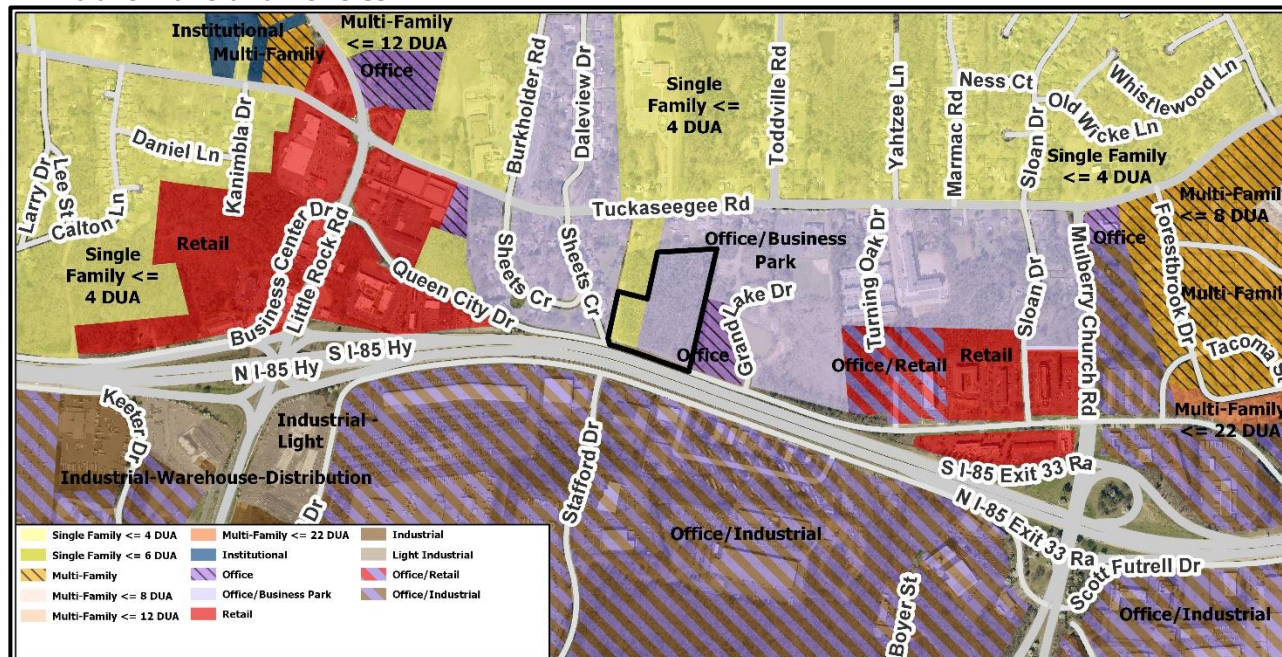 Institutional
Multi-Family
Multi-Family
<= 12 DUA
Office
Burkholder Rd
Daleview Dr
Single
Family <=
4 DUA
Toddville Rd
Yahtzee Ln
Marmac Rd
Ness Ct
Sloan Dr
Old Wicke Ln
Whistlewood Ln
Single Family
<= 4 DUA
Larry Dr
Lee St
Calton Ln
Daniel Ln
Kanimbla Dr
Single
Family <=
4 DUA
Retail
Business Center Dr
Little Rock Rd
Queen City Dr
Sheets Cr
Sheets Cr
Tuckaseegee Rd
Office/Business
Park
Grand Lake Dr
Office
Turning Oak Dr
Office/Retail
Retail
Sloan Dr
Mulberry Church Rd
Office
Forestbrook Dr
Multi-Family
<= 8 DUA
Multi-Family
Tacoma St
Multi-Family
<= 22 DUA
S I-85 Hy
N I-85 Hy
Keeter Dr
Industrial -
Light
Industrial-Warehouse-Distribution
Dr
Stafford Dr
Office/Industrial
Boyer St
S I-85 Exit 33 Ra
N I-85 Exit 33 Ra
Scott Futrell Dr
Office/Industrial
Single Family <= 4 DUA
Single Family <= 6 DUA
Multi-Family
Multi-Family <= 8 DUA
Multi-Family <= 12 DUA
Multi-Family <= 22 DUA
Institutional
Office
Office/Business Park
Retail
Industrial
Light Industrial
Office/Retail
Office/Industrial